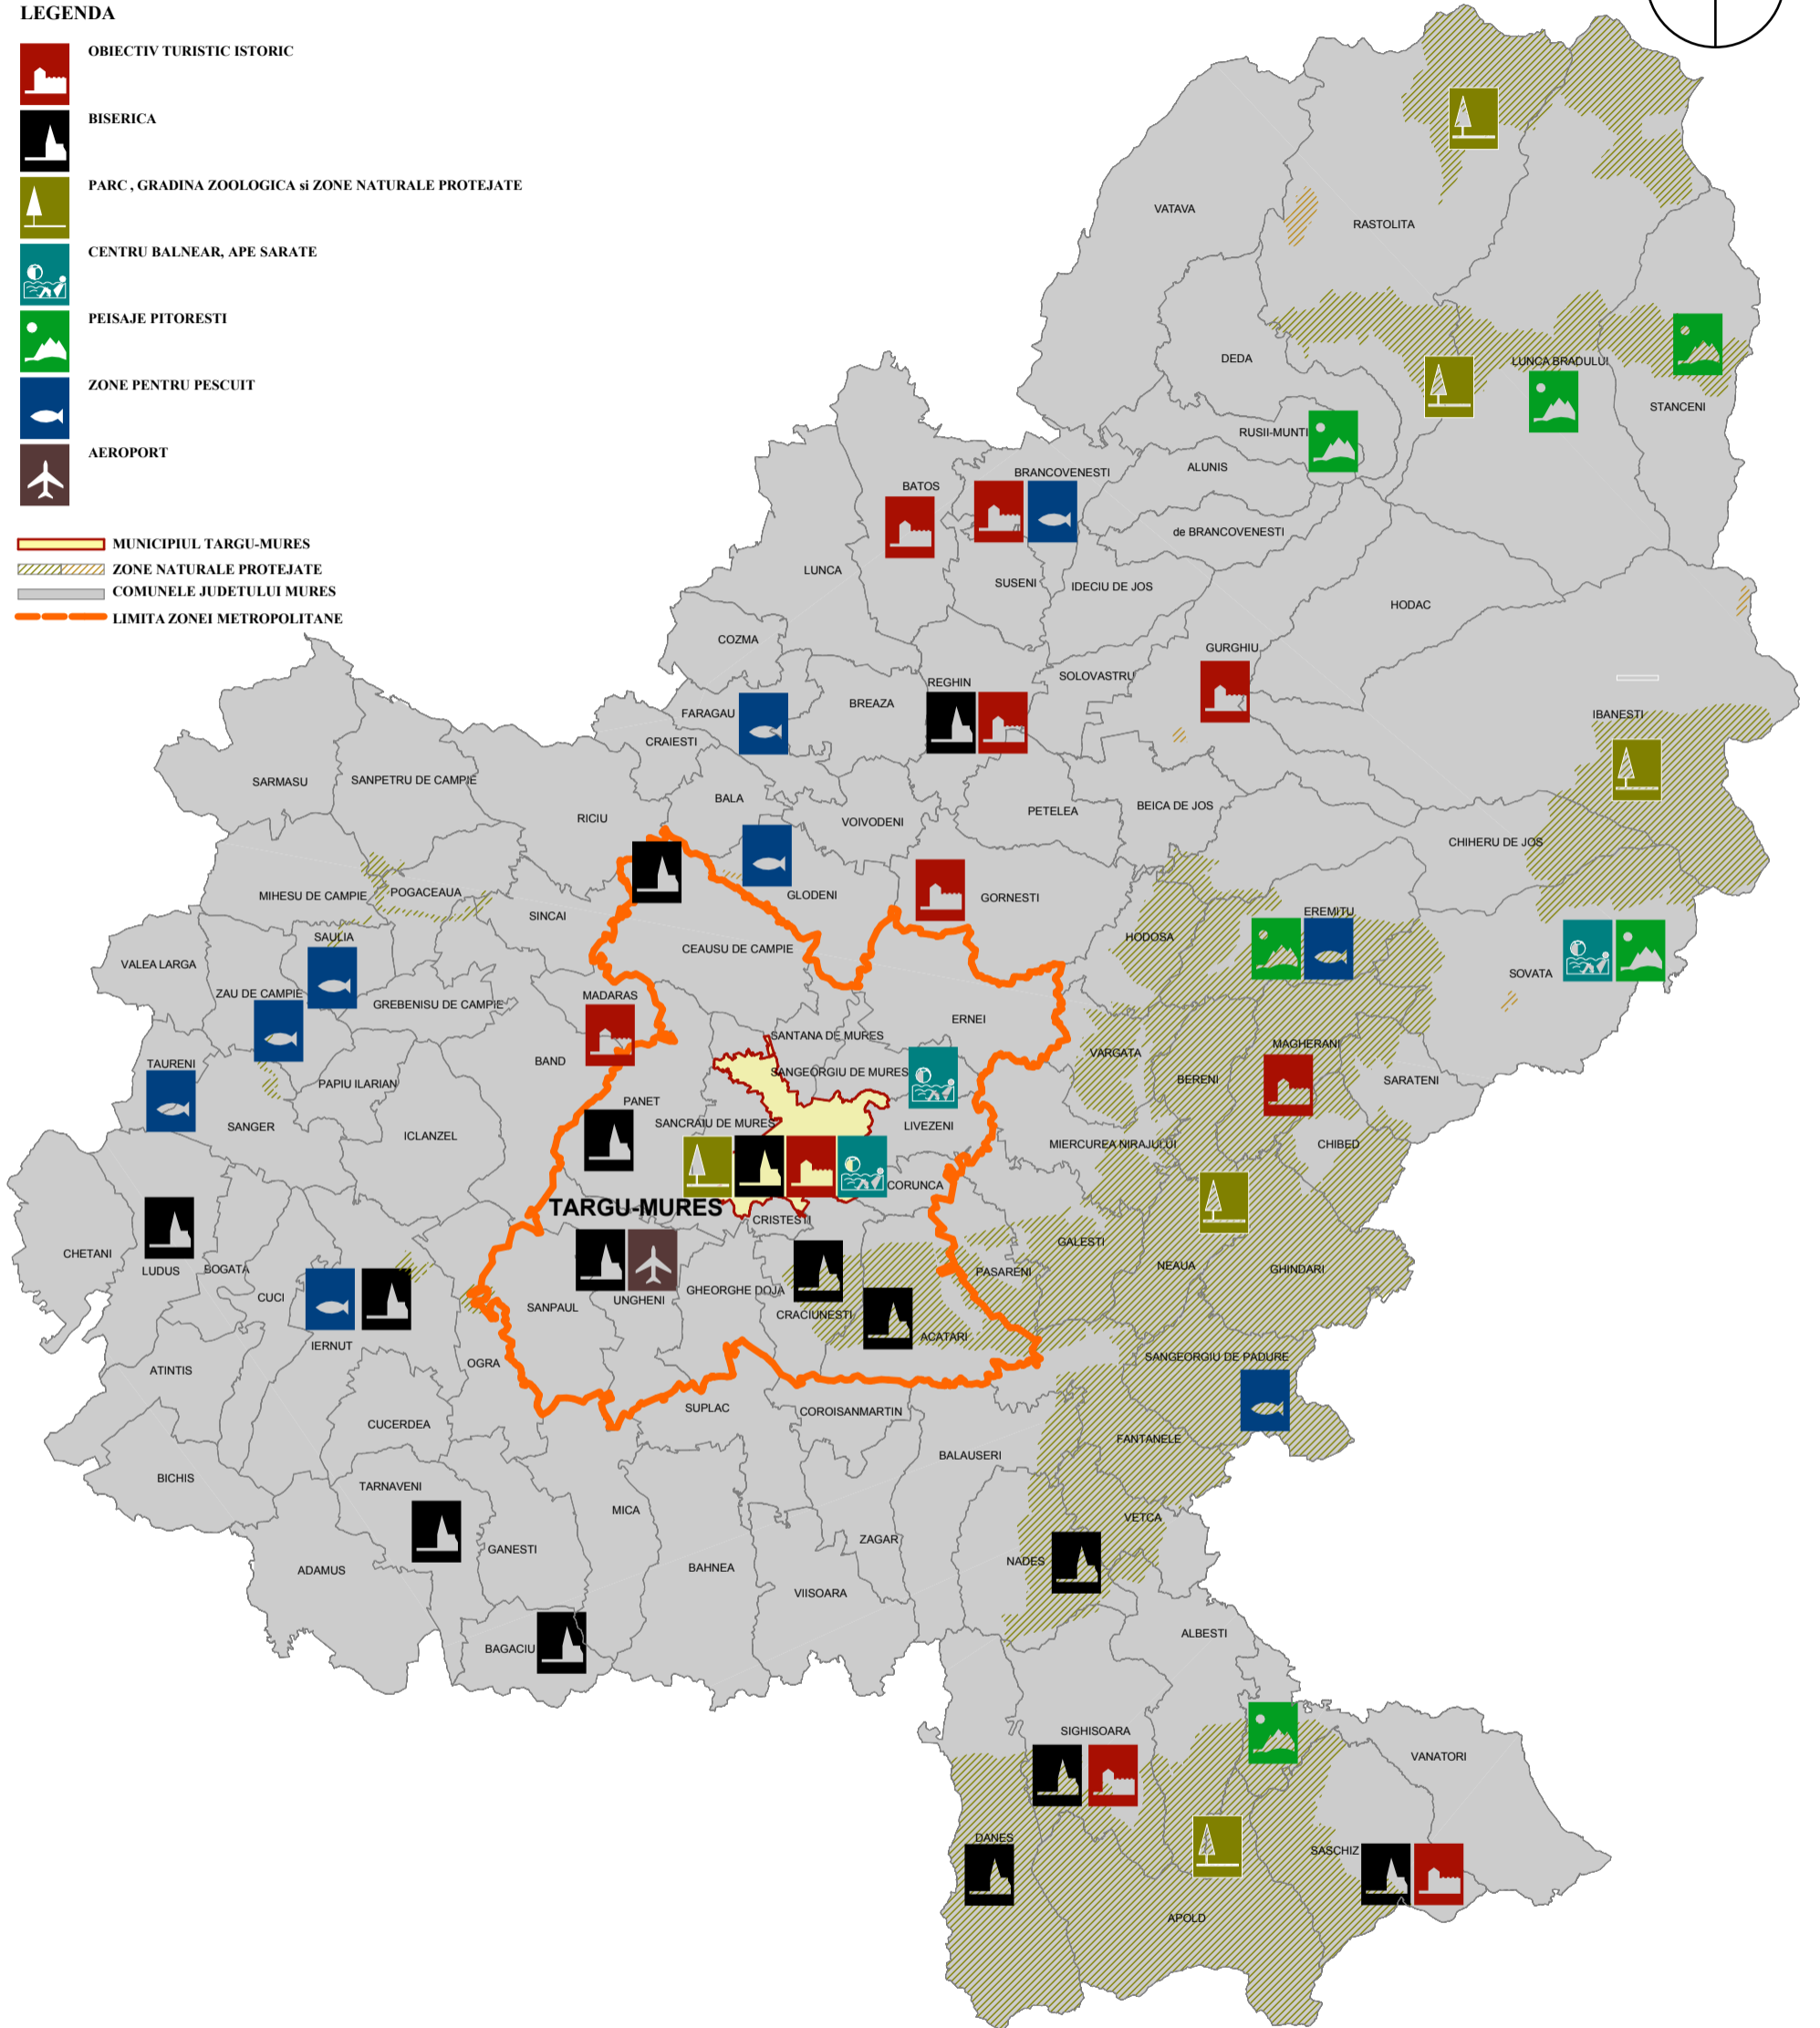 LEGENDA
OBIECTIV TURISTIC ISTORIC
BISERICA
PARC , GRADINA ZOOLOGICA si ZONE NATURALE PROTEJATE
CENTRU BALNEAR, APE SARATE
PEISAJE PITORESTI
ZONE PENTRU PESCUIT
AEROPORT
MUNICIPIUL TARGU-MURES
ZONE NATURALE PROTEJATE
COMUNELE JUDETULUI MURES
LIMITA ZONEI METROPOLITANE
VATAVA
RASTOLITA
DEDA
LUNCA BRADULUI
STANCENI
RUSII-MUNTI
ALUNIS
BRANCOVENESTI
BATOS
de BRANCOVENESTI
LUNCA
SUSENI
IDECIU DE JOS
HODAC
COZMA
GURGHIU
SOLOVASTRU
REGHIN
BREAZA
FARAGAU
CRAIESTI
IBANESTI
SARMASU
SANPETRU DE CAMPIE
BALA
RICIU
VOIVODENI
PETELEA
BEICA DE JOS
CHIHERU DE JOS
MIHESU DE CAMPIE
POGACEAUA
SINCAI
GLODENI
GORNESTI
EREMITU
HODOSA
SAULIA
CEAUSU DE CAMPIE
VALEA LARGA
SOVATA
ZAU DE CAMPIE
GREBENISU DE CAMPIE
MADARAS
ERNEI
SANTANA DE MURES
MAGHERANI
VARGATA
TAURENI
BAND
SANGEORGIU DE MURES
BERENI
SARATENI
PAPIU ILARIAN
PANET
SANCRAIU DE MURES
LIVEZENI
SANGER
ICLANZEL
MIERCUREA NIRAJULUI
CHIBED
CORUNCA
TARGU-MURES
CRISTESTI
GALESTI
CHETANI
LUDUS
BOGATA
NEAUA
GHINDARI
PASARENI
CUCI
GHEORGHE DOJA
UNGHENI
SANPAUL
CRACIUNESTI
ACATARI
IERNUT
SANGEORGIU DE PADURE
OGRA
ATINTIS
SUPLAC
COROISANMARTIN
CUCERDEA
FANTANELE
BALAUSERI
BICHIS
TARNAVENI
MICA
VETCA
ZAGAR
GANESTI
NADES
ADAMUS
BAHNEA
VIISOARA
ALBESTI
BAGACIU
SIGHISOARA
VANATORI
DANES
SASCHIZ
APOLD